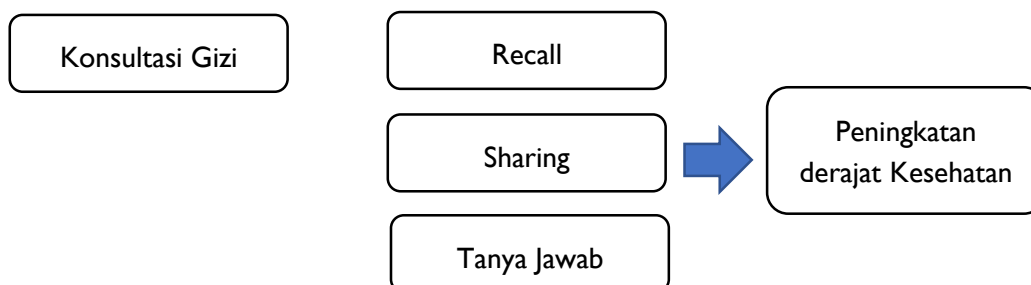 Konsultasi Gizi
Recall
Sharing
Tanya Jawab
Peningkatan
derajat Kesehatan